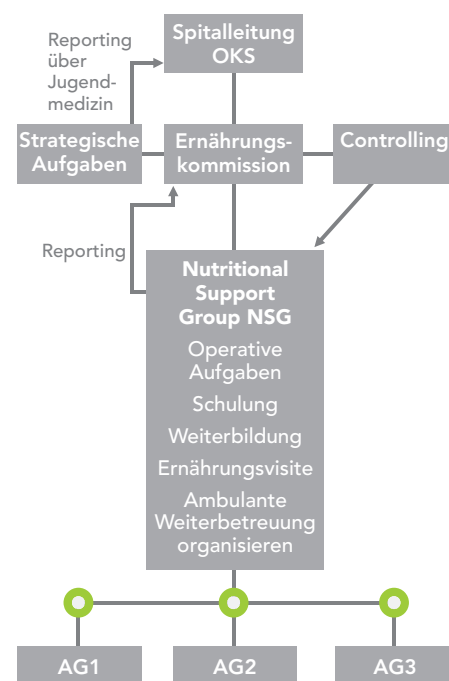 Reporting
über
Jugend-
medizin
Spitalleitung
OKS
Strategische
Aufgaben
Ernährungs-
kommission
Controlling
Reporting
Nutritional
Support
Group NSG
Operative
Aufgaben
Schulung
Weiterbildung
Ernährungsvisite
Ambulante
Weiterbetreuung
organisieren
AG1
AG2
AG3